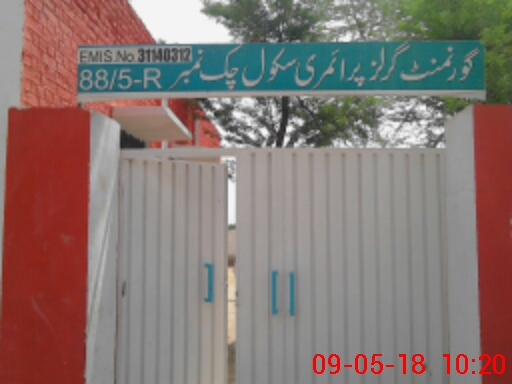 EMIS.No.31140312
گورنمنٹ گرلز پرائمری سکول چک نمبر 88/5-R
09-05-18 10:20